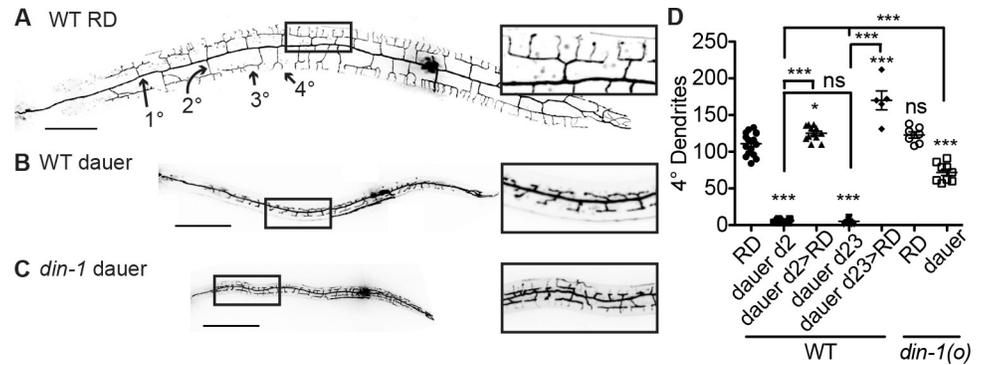 A WT RD
1° 2° 3° 4°
B WT dauer
C din-1 dauer
D
4° Dendrites
250
200
150
100
50
0
***
***
*** ns ***
* ns
*** *** ***
RD dauer d2 dauer d2>RD dauer d23 dauer d23>RD RD dauer
WT din-1(o)